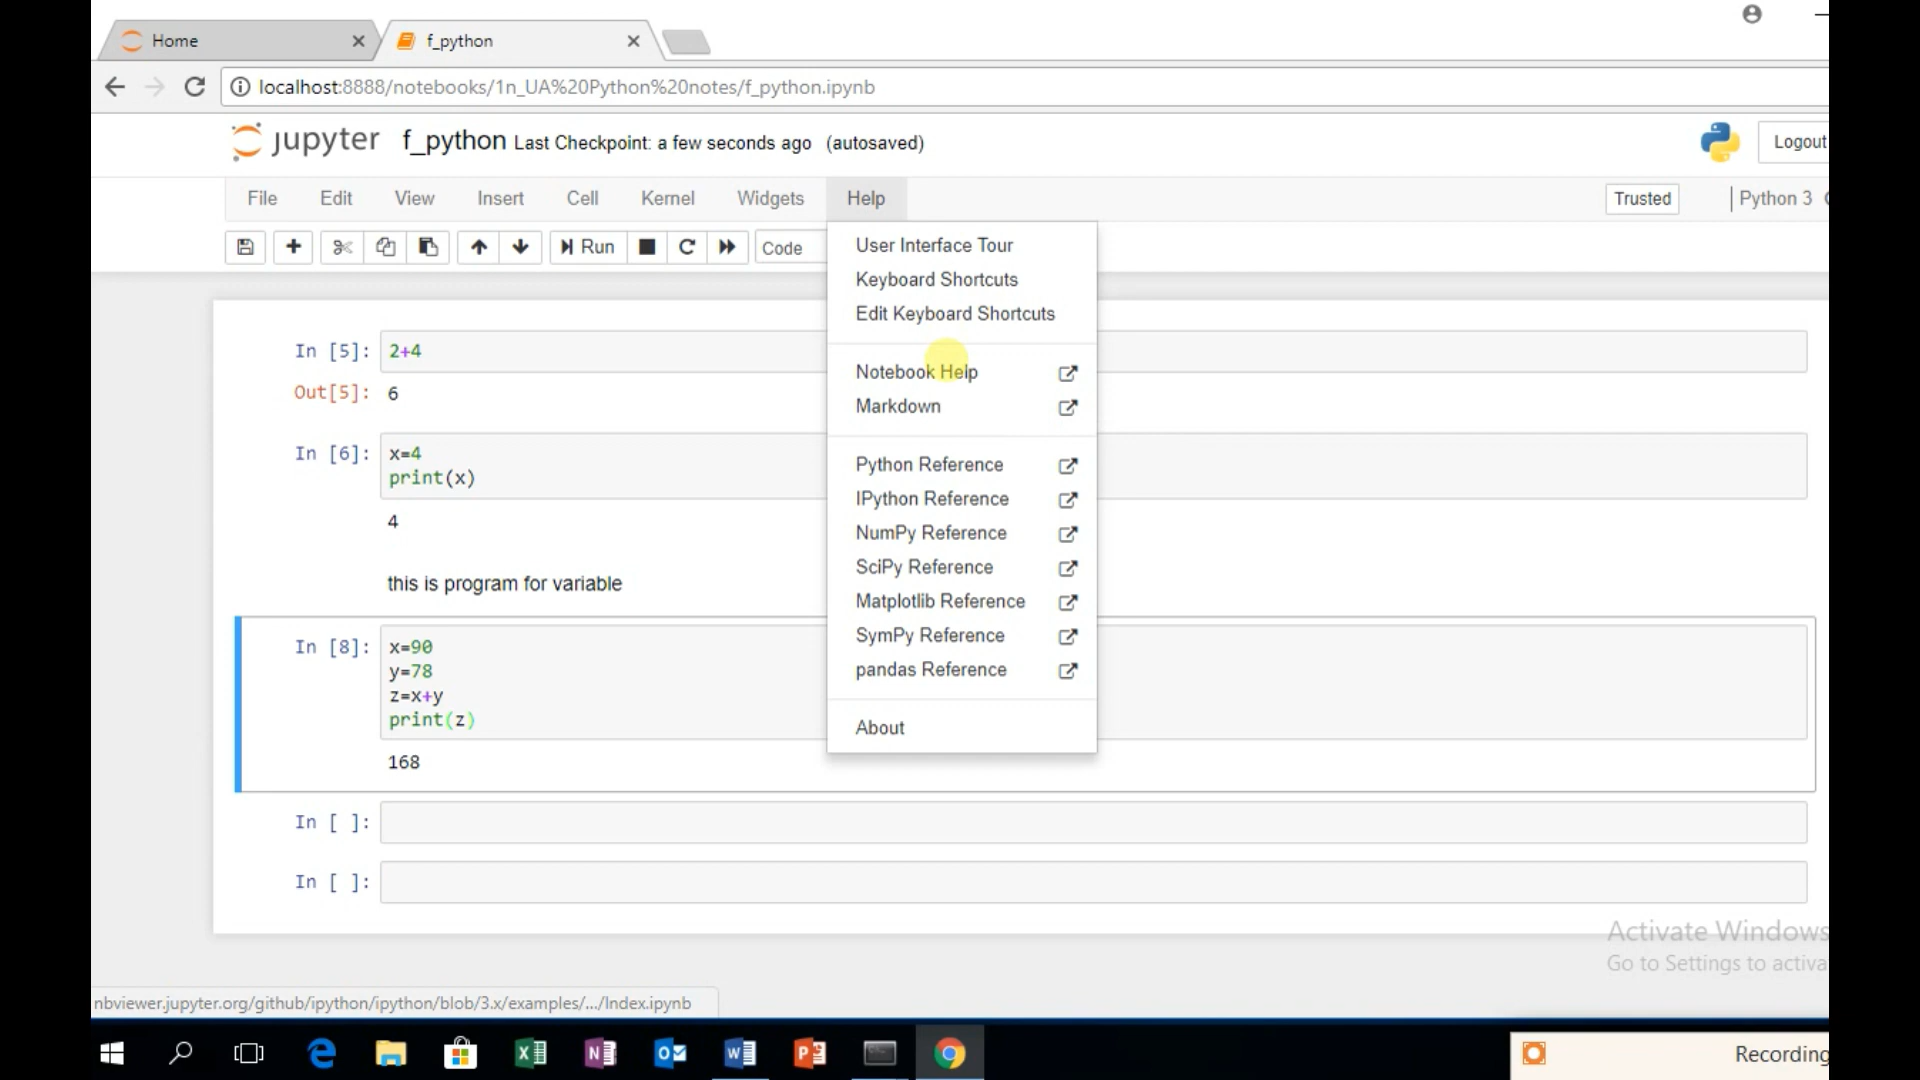 Home
f_python
localhost:8888/notebooks/1n_UA%20Python%20notes/f_python.ipynb
jupyter f_python Last Checkpoint: a few seconds ago (autosaved)
Logout
File Edit View Insert Cell Kernel Widgets Help
Trusted
Python 3
Run
Code
User Interface Tour
Keyboard Shortcuts
Edit Keyboard Shortcuts
Notebook Help
Markdown
Python Reference
IPython Reference
NumPy Reference
SciPy Reference
Matplotlib Reference
SymPy Reference
pandas Reference
About
In [5]: 2+4
Out[5]: 6
In [6]: x=4
print(x)
4
this is program for variable
In [8]: x=90
y=78
z=x+y
print(z)
168
In [ ]:
In [ ]:
Activate Windows
Go to Settings to activa
nbviewer.jupyter.org/github/ipython/ipython/blob/3.x/examples/.../Index.ipynb
Recording